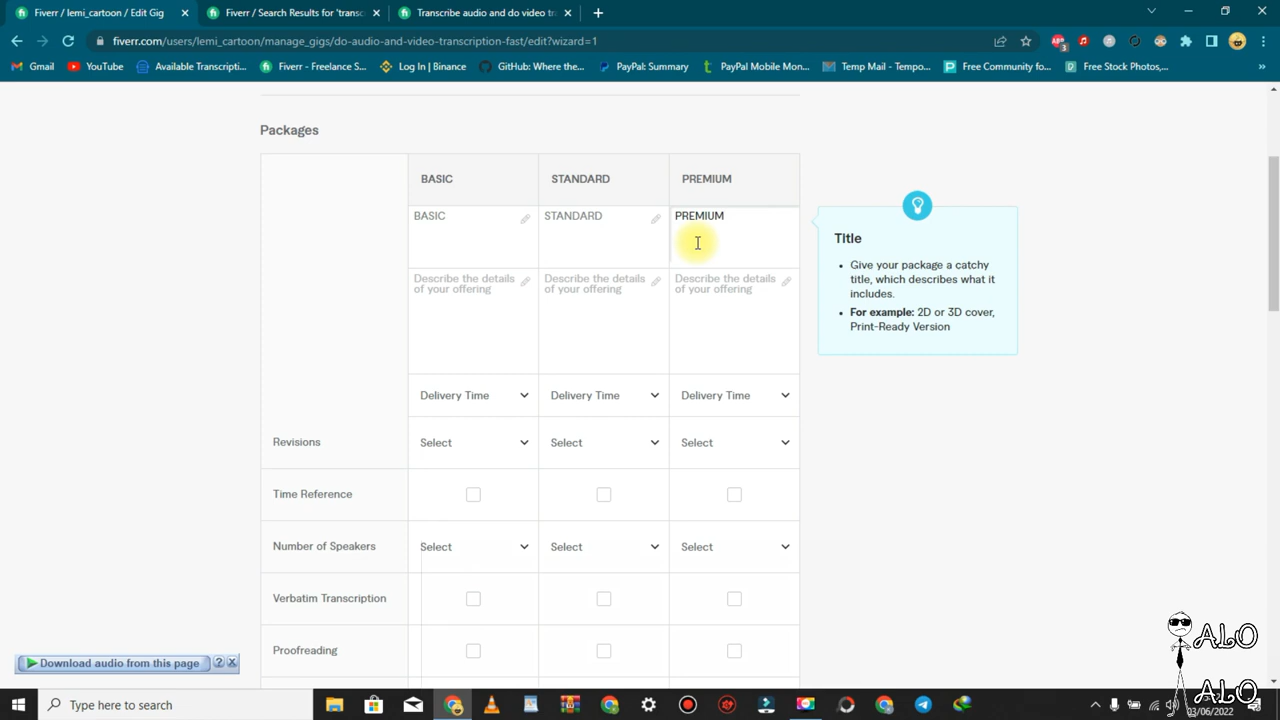 Fiverr / lemi_cartoon / Edit Gig
Fiverr / Search Results for 'transc
Transcribe audio and do video tr
fiverr.com/users/lemi_cartoon/manage_gigs/do-audio-and-video-transcription-fast/edit?wizard=1
3
Gmail
YouTube
Available Transcripti...
Fiverr - Freelance S...
Log In | Binance
GitHub: Where the...
PayPal: Summary
PayPal Mobile Mon...
Temp Mail - Tempo...
Free Community fo...
Free Stock Photos,...
Packages
BASIC STANDARD PREMIUM
BASIC STANDARD PREMIUM
Describe the details of your offering
Describe the details of your offering
Describe the details of your offering
Title
Give your package a catchy
title, which describes what it
includes.
For example: 2D or 3D cover,
Print-Ready Version
Delivery Time Delivery Time Delivery Time
Revisions Select Select Select
Time Reference
Number of Speakers Select Select Select
Verbatim Transcription
Proofreading
Download audio from this page ? X
ALO
ALO
Type here to search
03/06/2022